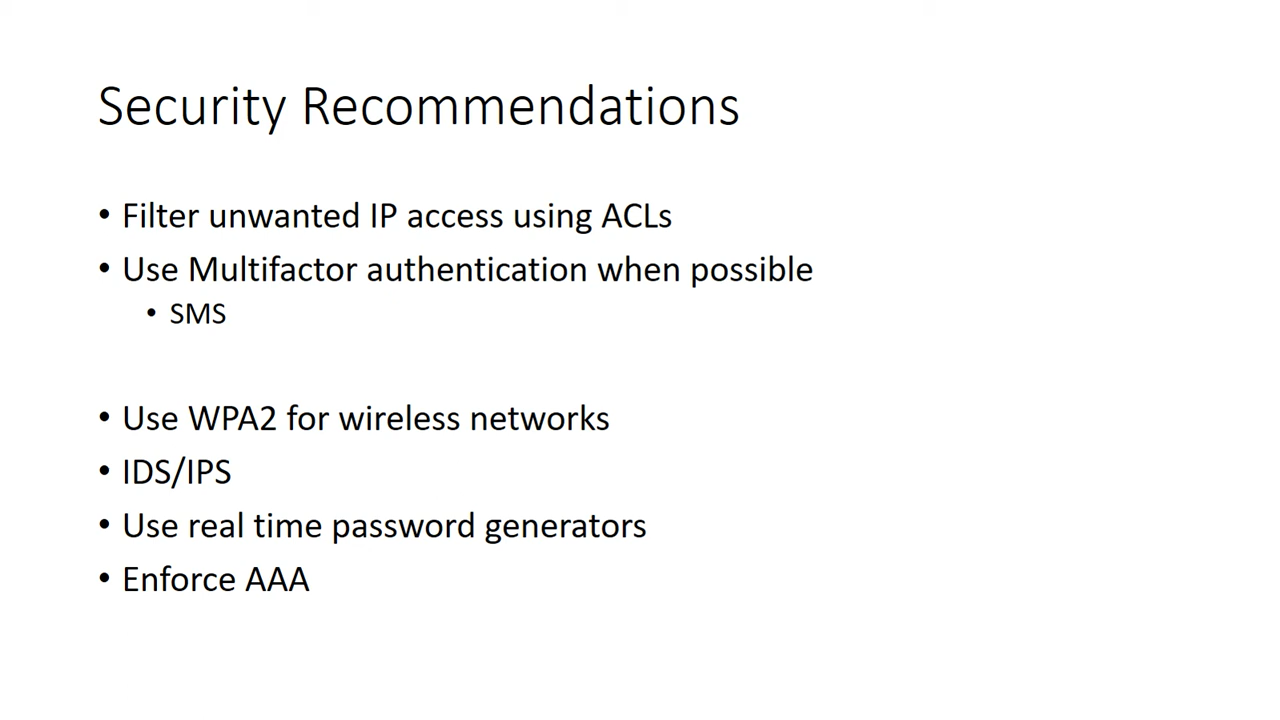 Security Recommendations
• Filter unwanted IP access using ACLs
• Use Multifactor authentication when possible
• SMS
• Use WPA2 for wireless networks
• IDS/IPS
• Use real time password generators
• Enforce AAA